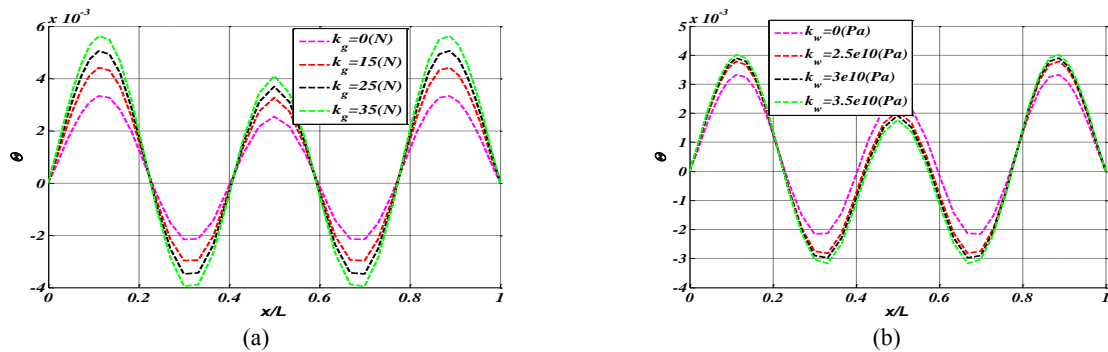 x 10⁻³
6
4
2
0
-2
-4
0
0.2
0.4
0.6
0.8
1
Θ
x/L
k_g=0(N)
k_g=15(N)
k_g=25(N)
k_g=35(N)
(a)
x 10⁻³
5
4
3
2
1
0
-1
-2
-3
-4
0
0.2
0.4
0.6
0.8
1
Θ
x/L
k_w=0(Pa)
k_w=2.5e10(Pa)
k_w=3e10(Pa)
k_w=3.5e10(Pa)
(b)